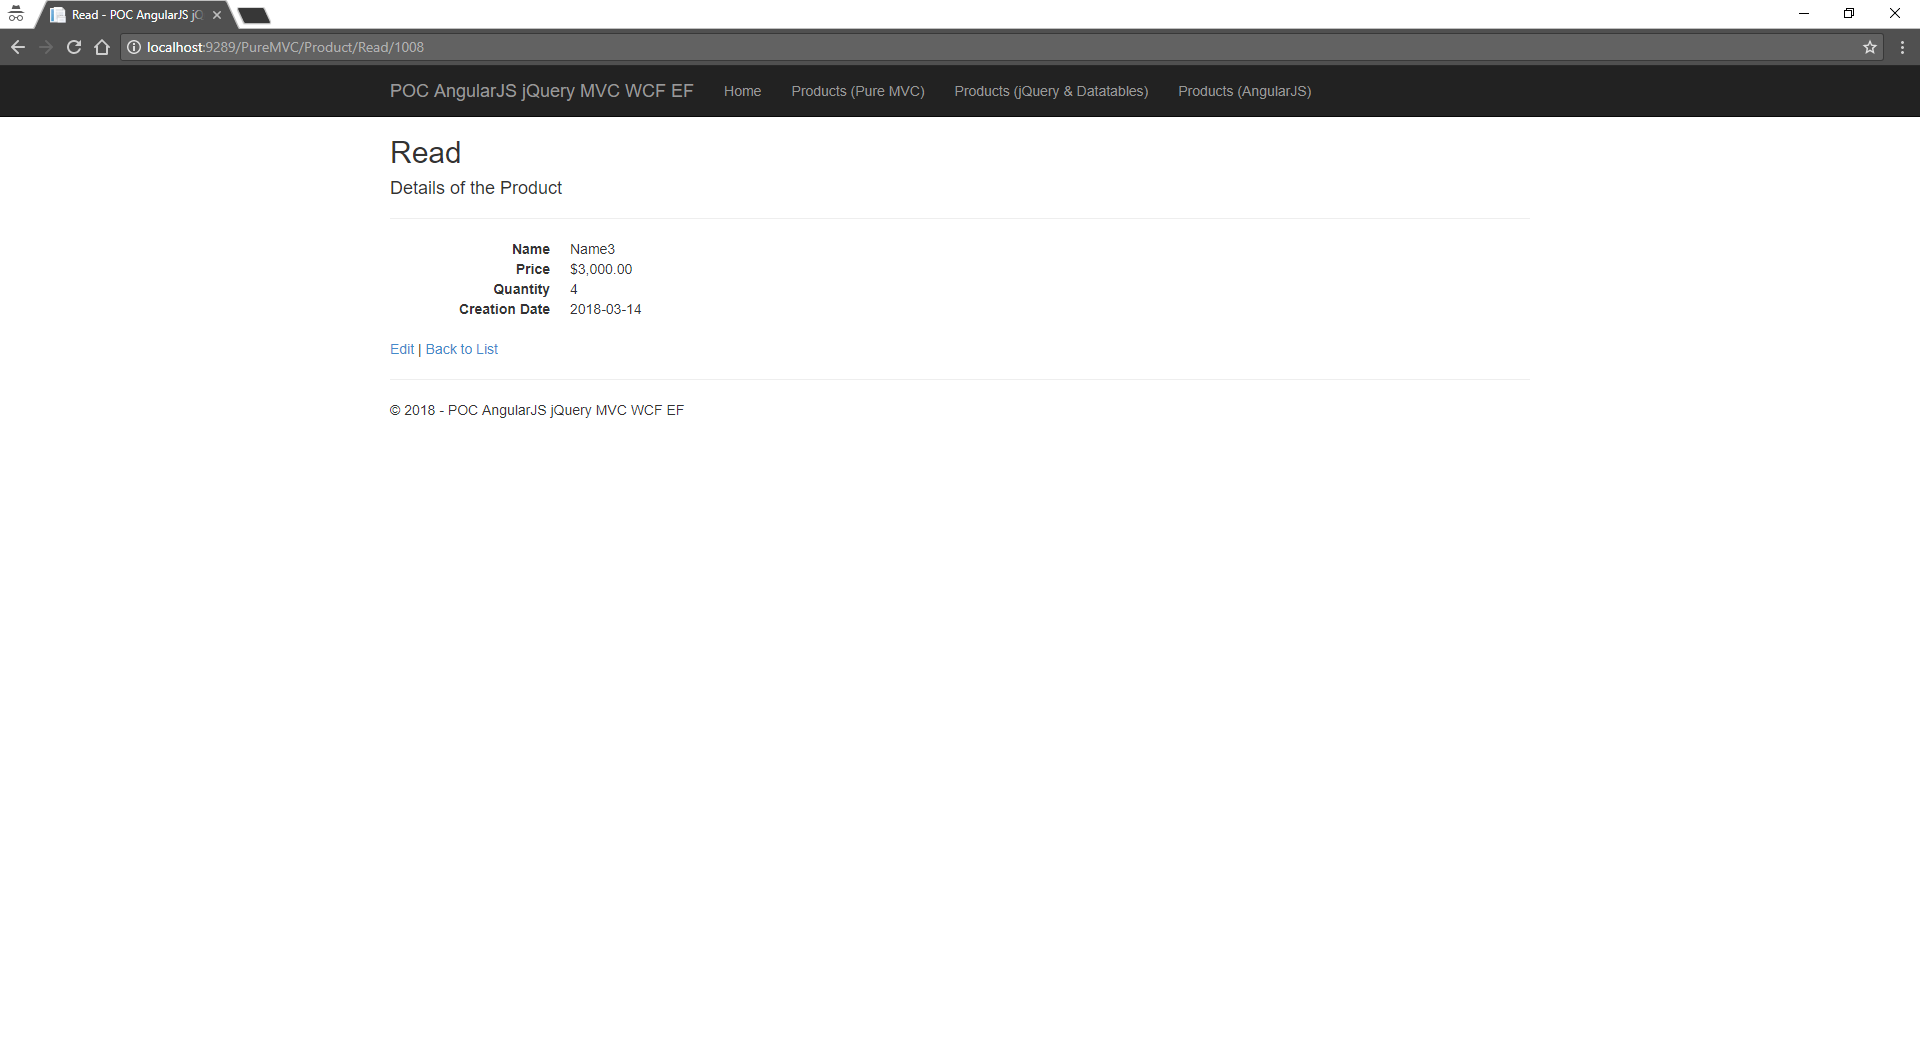 Read - POC AngularJS jQ
localhost:9289/PureMVC/Product/Read/1008
POC AngularJS jQuery MVC WCF EF Home Products (Pure MVC) Products (jQuery & Datatables) Products (AngularJS)
Read
Details of the Product
Name Name3
Price $3,000.00
Quantity 4
Creation Date 2018-03-14
Edit | Back to List
© 2018 - POC AngularJS jQuery MVC WCF EF